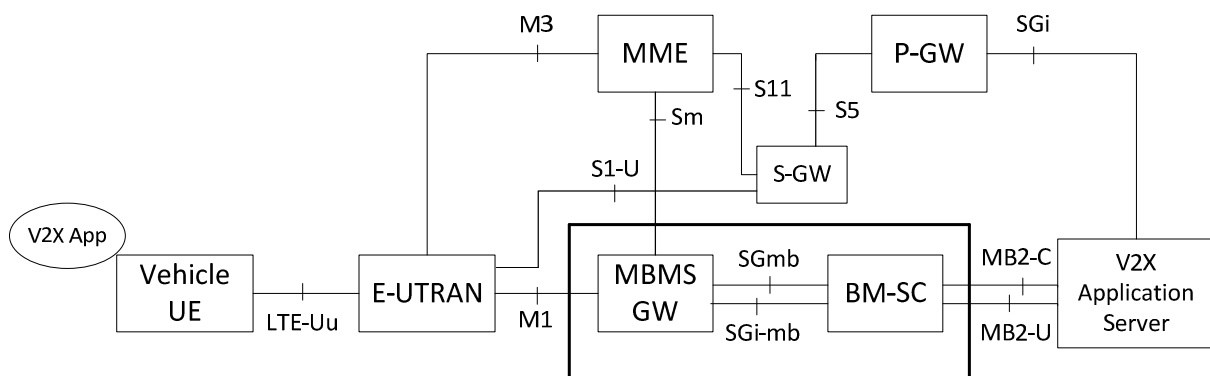 M3
MME
P-GW
SGi
S11
S5
Sm
S1-U
S-GW
V2X App
Vehicle
UE
LTE-Uu
E-UTRAN
M1
MBMS
GW
SGmb
SGi-mb
BM-SC
MB2-C
MB2-U
V2X
Application
Server